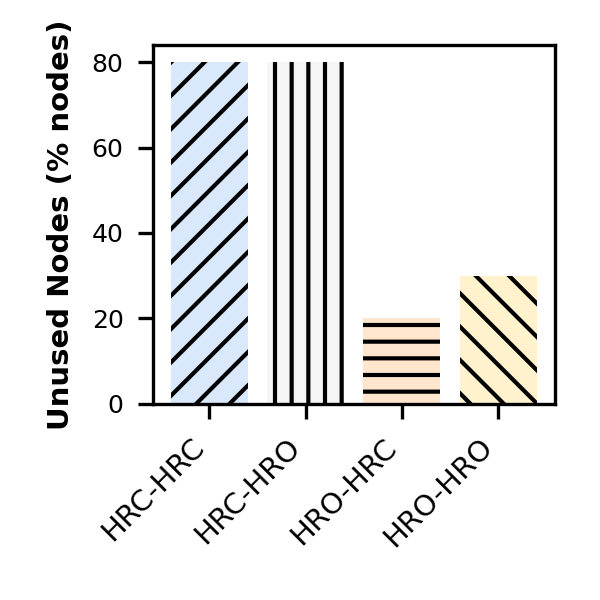 Unused Nodes (% nodes)
80
60
40
20
0
HRC-HRC
HRC-HRO
HRO-HRC
HRO-HRO